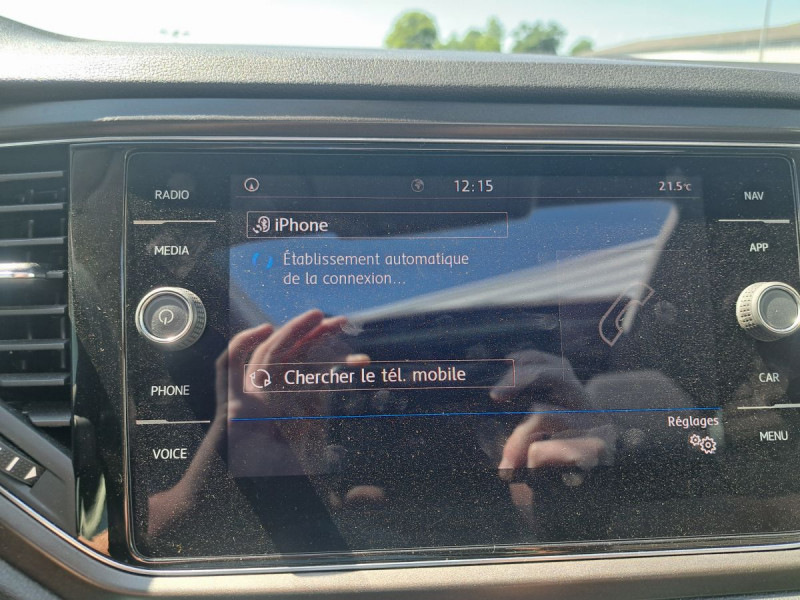 RADIO
MEDIA
PHONE
VOICE
12:15
21.5°C
iPhone
Établissement automatique
de la connexion...
Chercher le tél. mobile
Réglages
NAV
APP
CAR
MENU